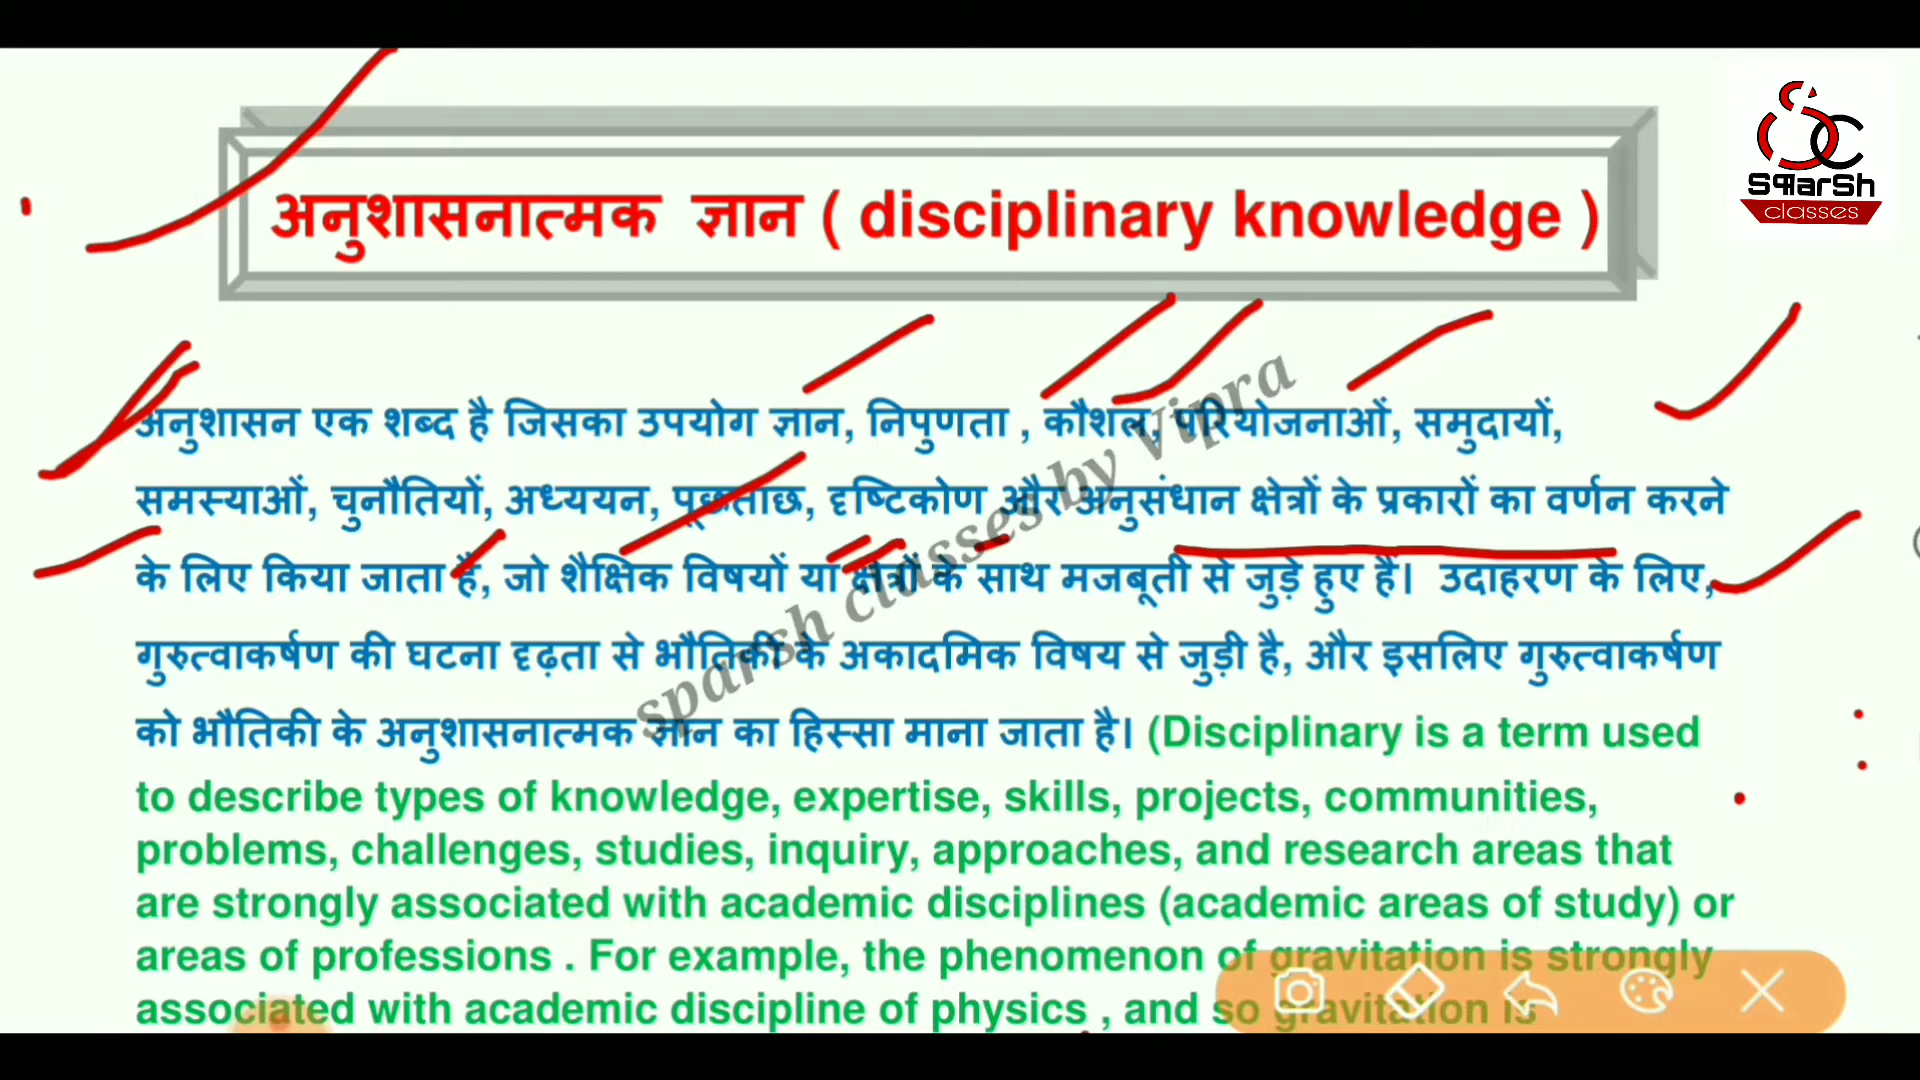 SपarSh
classes
अनुशासनात्मक ज्ञान ( disciplinary knowledge )
अनुशासन एक शब्द है जिसका उपयोग ज्ञान, निपुणता , कौशल, परियोजनाओं, समुदायों,
समस्याओं, चुनौतियों, अध्ययन, पूछताछ, दृष्टिकोण और अनुसंधान क्षेत्रों के प्रकारों का वर्णन करने
के लिए किया जाता है, जो शैक्षिक विषयों या क्षेत्रों के साथ मजबूती से जुड़े हुए हैं। उदाहरण के लिए,
गुरुत्वाकर्षण की घटना दृढ़ता से भौतिकी के अकादमिक विषय से जुड़ी है, और इसलिए गुरुत्वाकर्षण
को भौतिकी के अनुशासनात्मक ज्ञान का हिस्सा माना जाता है। (Disciplinary is a term used
to describe types of knowledge, expertise, skills, projects, communities,
problems, challenges, studies, inquiry, approaches, and research areas that
are strongly associated with academic disciplines (academic areas of study) or
areas of professions . For example, the phenomenon of gravitation is strongly
associated with academic discipline of physics , and so gravitation is
sparsh classes by Vipra